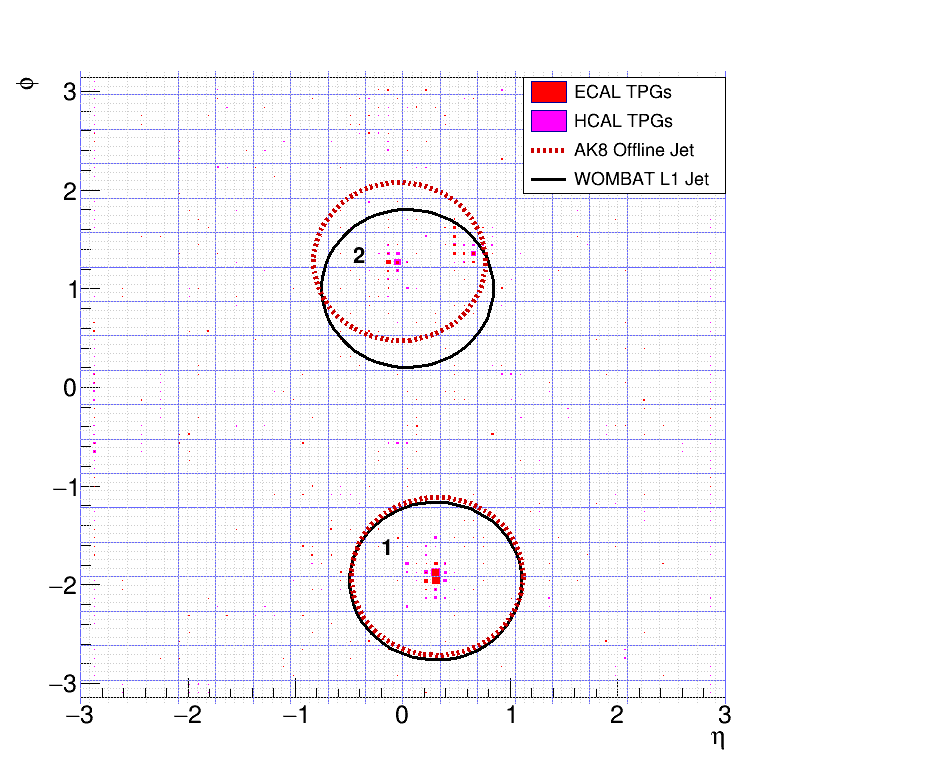 ϕ
3
2
1
0
−1
−2
−3
ECAL TPGs
HCAL TPGs
AK8 Offline Jet
WOMBAT L1 Jet
2
1
−3 −2 −1 0 1 2 3
η